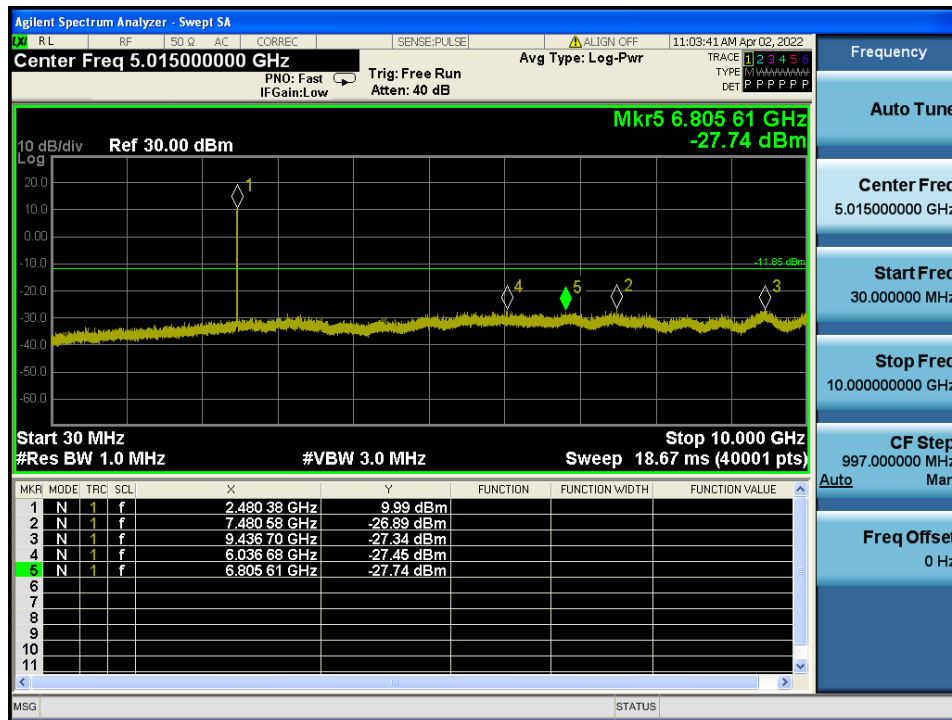 Agilent Spectrum Analyzer - Swept SA
LXI RL RF 50 Ω AC CORREC SENSE:PULSE ALIGN OFF 11:03:41 AM Apr 02, 2022
Center Freq 5.015000000 GHz
PNO: Fast
IFGain:Low
Trig: Free Run
Atten: 40 dB
Avg Type: Log-Pwr
TRACE 1 2 3 4 5 6
TYPE M
DET P P P P P P
Mkr5 6.805 61 GHz
-27.74 dBm
10 dB/div Ref 30.00 dBm
Log
20.0
10.0
0.00
-10.0
-20.0
-30.0
-40.0
-50.0
-60.0
1
-11.85 dBm
4 5 2 3
Start 30 MHz Stop 10.000 GHz
#Res BW 1.0 MHz #VBW 3.0 MHz Sweep 18.67 ms (40001 pts)
MKR MODE TRC SCL X Y FUNCTION FUNCTION WIDTH FUNCTION VALUE
1 N 1 f 2.480 38 GHz 9.99 dBm
2 N 1 f 7.480 58 GHz -26.89 dBm
3 N 1 f 9.436 70 GHz -27.34 dBm
4 N 1 f 6.036 68 GHz -27.45 dBm
5 N 1 f 6.805 61 GHz -27.74 dBm
6
7
8
9
10
11
MSG STATUS
Frequency
Auto Tune
Center Freq
5.015000000 GHz
Start Freq
30.000000 MHz
Stop Freq
10.000000000 GHz
CF Step
997.000000 MHz
Auto Man
Freq Offset
0 Hz